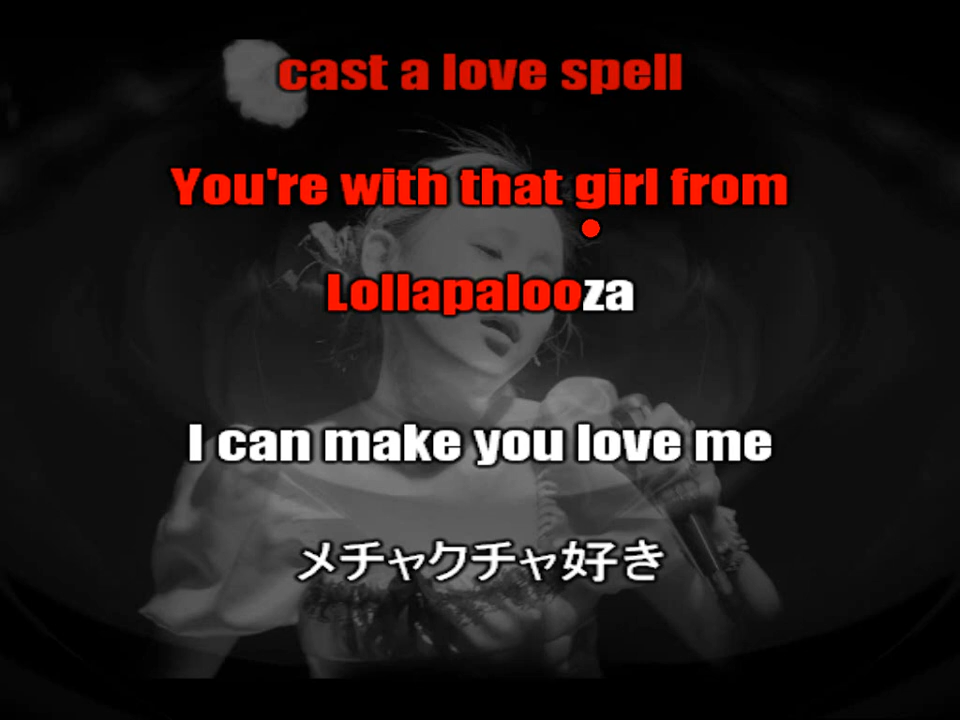 cast a love spell
You're with that girl from
Lollapalooza
I can make you love me
メチャクチャ好き